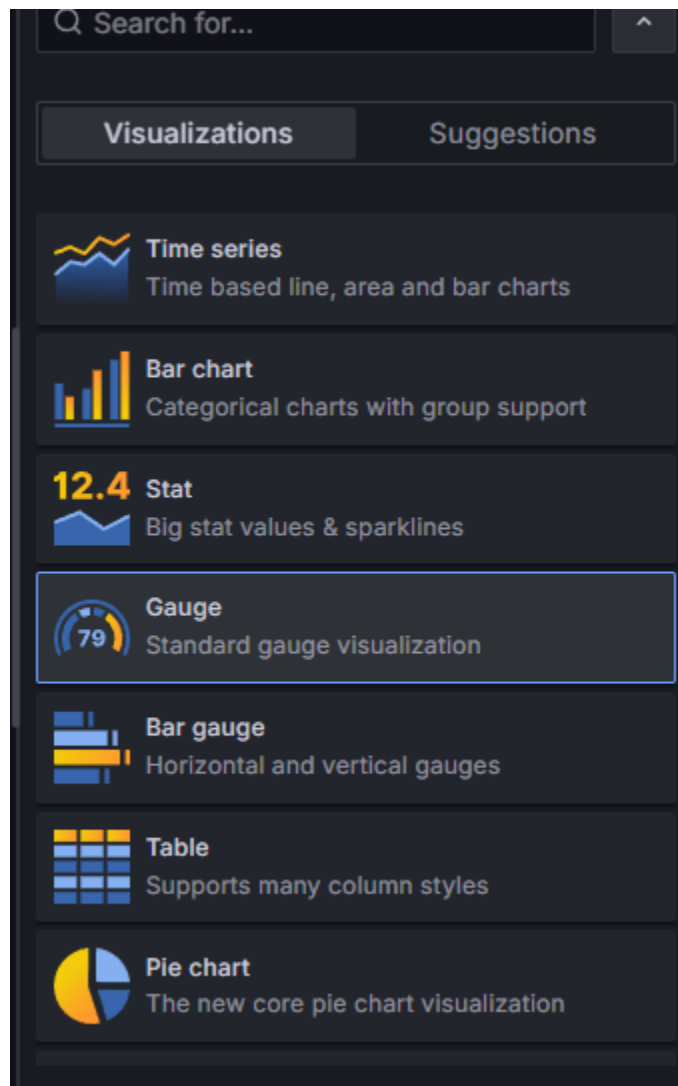 Search for...
Visualizations
Suggestions
Time series
Time based line, area and bar charts
Bar chart
Categorical charts with group support
12.4
Stat
Big stat values & sparklines
79
Gauge
Standard gauge visualization
Bar gauge
Horizontal and vertical gauges
Table
Supports many column styles
Pie chart
The new core pie chart visualization